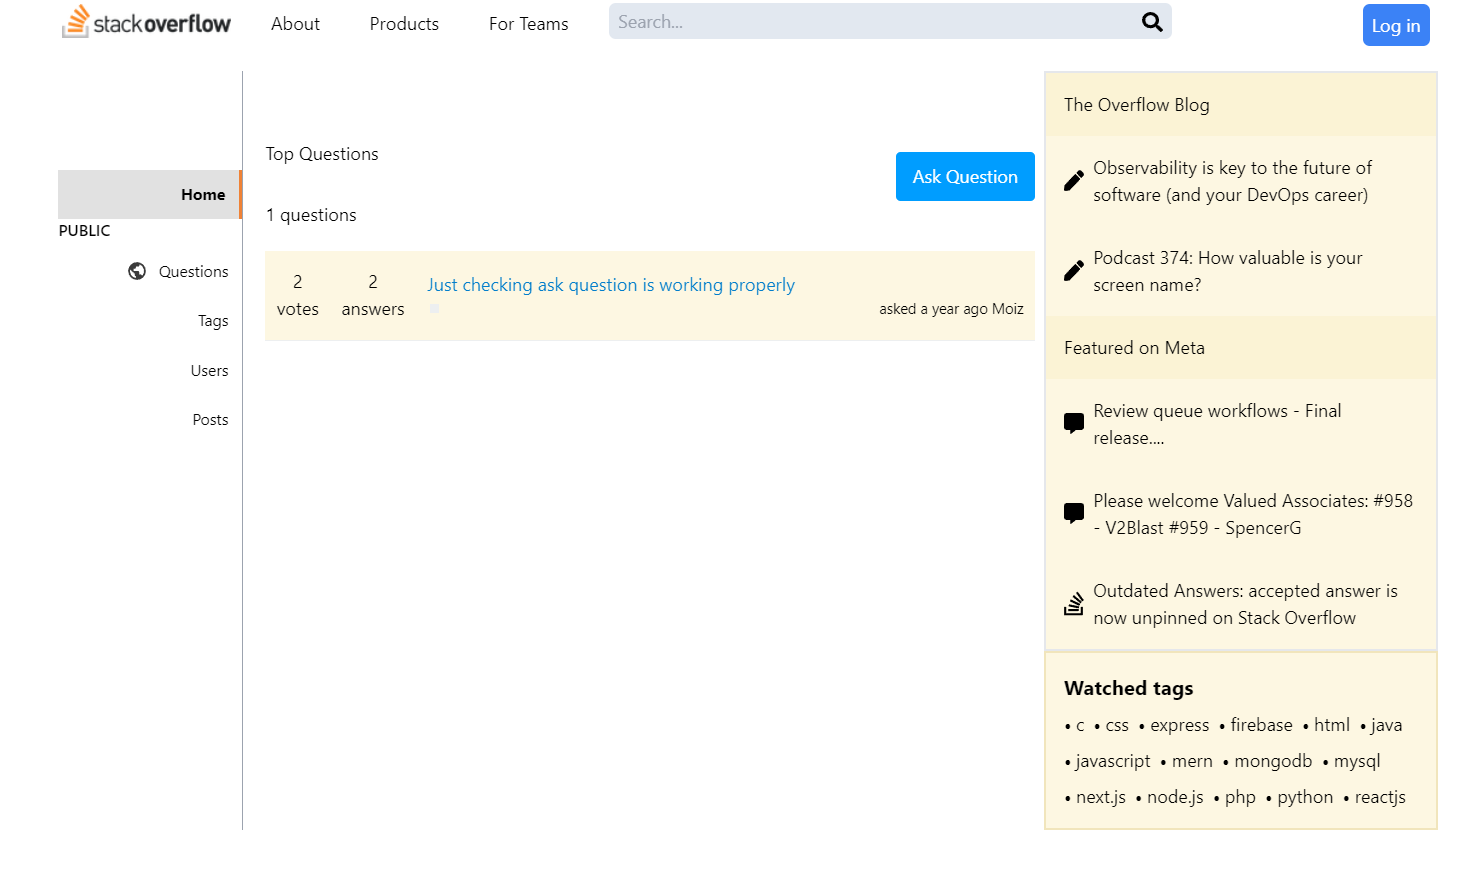 stackoverflow
About
Products
For Teams
Search...
Log in
Home
PUBLIC
Questions
Tags
Users
Posts
Top Questions
Ask Question
1 questions
2 votes
2 answers
Just checking ask question is working properly
asked a year ago Moiz
The Overflow Blog
Observability is key to the future of
software (and your DevOps career)
Podcast 374: How valuable is your
screen name?
Featured on Meta
Review queue workflows - Final
release....
Please welcome Valued Associates: #958
- V2Blast #959 - SpencerG
Outdated Answers: accepted answer is
now unpinned on Stack Overflow
Watched tags
• c • css • express • firebase • html • java
• javascript • mern • mongodb • mysql
• next.js • node.js • php • python • reactjs